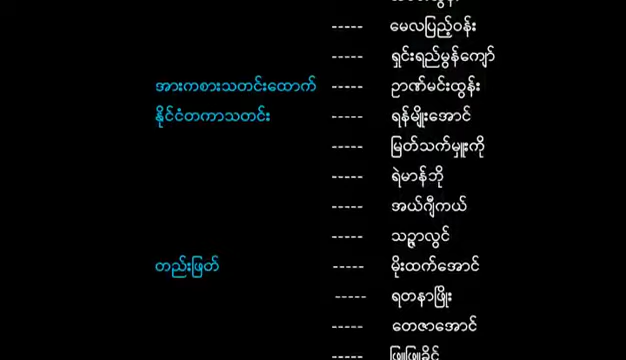 ----- မေလပြည့်ဝန်း
----- ရှင်းရည်မွန်ကျော်
အားကစားသတင်းထောက် ----- ဉာဏ်မင်းထွန်း
နိုင်ငံတကာသတင်း ----- ရန်မျိုးအောင်
----- မြတ်သက်မှူးကို
----- ရဲမာန်ဘို
----- အယ်ဂျီကယ်
----- သဉ္ဇာလွင်
တည်းဖြတ် ----- မိုးထက်အောင်
----- ရတနာဖြိုး
----- တေဇာအောင်
----- ဖြူဖြူခိုင်